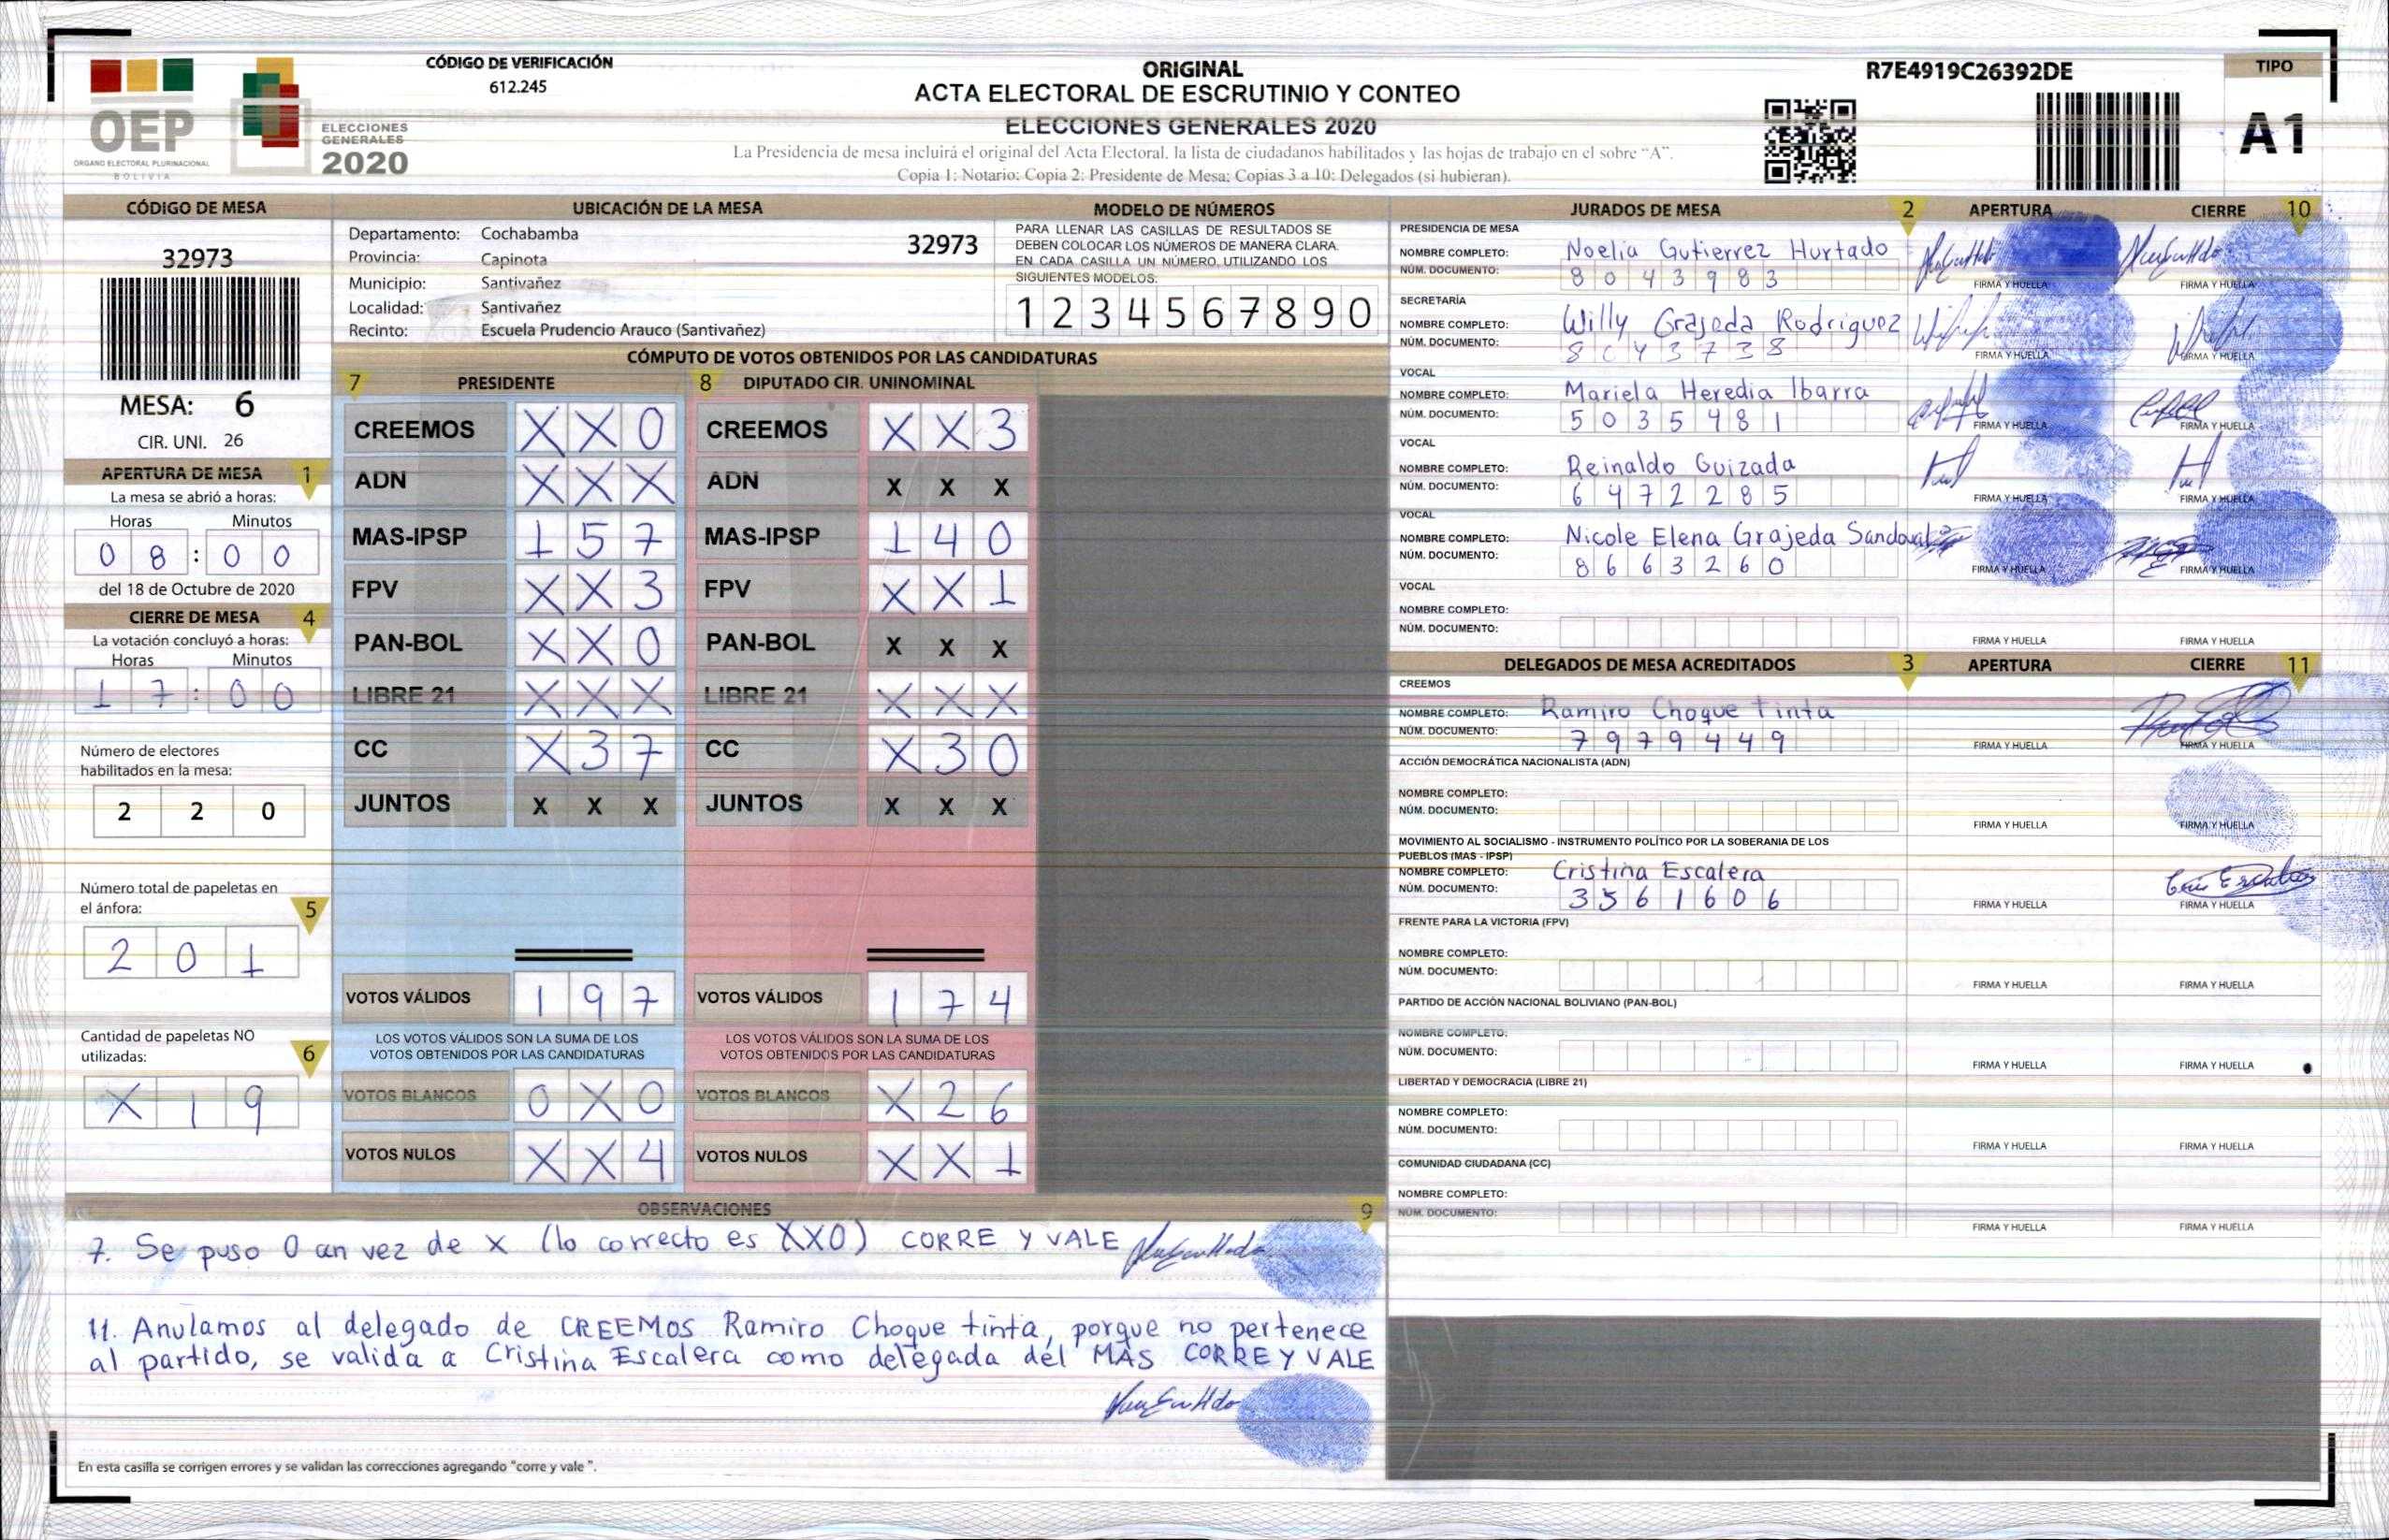 CÓDIGO DE VERIFICACIÓN
612.245
ORIGINAL
ACTA ELECTORAL DE ESCRUTINIO Y CONTEO
ELECCIONES GENERALES 2020
La Presidencia de mesa incluirá el original del Acta Electoral, la lista de ciudadanos habilitados y las hojas de trabajo en el sobre “A”.
Copia 1: Notario; Copia 2: Presidente de Mesa; Copias 3 a 10: Delegados (si hubieran).
R7E4919C26392DE
TIPO
A1
OEP
ÓRGANO ELECTORAL PLURINACIONAL
BOLIVIA
ELECCIONES
GENERALES
2020
CÓDIGO DE MESA
32973
MESA: 6
CIR. UNI. 26
APERTURA DE MESA 1
La mesa se abrió a horas:
Horas Minutos
0 8 : 0 0
del 18 de Octubre de 2020
CIERRE DE MESA 4
La votación concluyó a horas:
Horas Minutos
1 7 : 0 0
Número de electores
habilitados en la mesa:
2 2 0
Número total de papeletas en
el ánfora: 5
2 0 1
Cantidad de papeletas NO
utilizadas: 6
X 1 9
UBICACIÓN DE LA MESA
Departamento: Cochabamba
Provincia: Capinota
Municipio: Santivañez
Localidad: Santivañez
Recinto: Escuela Prudencio Arauco (Santivañez)
32973
MODELO DE NÚMEROS
PARA LLENAR LAS CASILLAS DE RESULTADOS SE
DEBEN COLOCAR LOS NÚMEROS DE MANERA CLARA.
EN CADA CASILLA UN NÚMERO, UTILIZANDO LOS
SIGUIENTES MODELOS:
1 2 3 4 5 6 7 8 9 0
CÓMPUTO DE VOTOS OBTENIDOS POR LAS CANDIDATURAS
7 PRESIDENTE
CREEMOS X X 0
ADN X X X
MAS-IPSP 1 5 7
FPV X X 3
PAN-BOL X X 0
LIBRE 21 X X X
CC X 3 7
JUNTOS X X X
VOTOS VÁLIDOS 1 9 7
LOS VOTOS VÁLIDOS SON LA SUMA DE LOS
VOTOS OBTENIDOS POR LAS CANDIDATURAS
VOTOS BLANCOS 0 X 0
VOTOS NULOS X X 4
8 DIPUTADO CIR. UNINOMINAL
CREEMOS X X 3
ADN X X X
MAS-IPSP 1 4 0
FPV X X 1
PAN-BOL X X X
LIBRE 21 X X X
CC X 3 0
JUNTOS X X X
VOTOS VÁLIDOS 1 7 4
LOS VOTOS VÁLIDOS SON LA SUMA DE LOS
VOTOS OBTENIDOS POR LAS CANDIDATURAS
VOTOS BLANCOS X 2 6
VOTOS NULOS X X 1
JURADOS DE MESA 2 APERTURA CIERRE 10
PRESIDENCIA DE MESA
NOMBRE COMPLETO: Noelia Gutierrez Hurtado
NÚM. DOCUMENTO: 8 0 4 3 9 8 3
FIRMA Y HUELLA FIRMA Y HUELLA
SECRETARÍA
NOMBRE COMPLETO: Willy Grajeda Rodriguez
NÚM. DOCUMENTO: 8 0 4 3 7 3 8
FIRMA Y HUELLA FIRMA Y HUELLA
VOCAL
NOMBRE COMPLETO: Mariela Heredia Ibarra
NÚM. DOCUMENTO: 5 0 3 5 4 8 1
FIRMA Y HUELLA FIRMA Y HUELLA
VOCAL
NOMBRE COMPLETO: Reinaldo Guizada
NÚM. DOCUMENTO: 6 4 7 2 2 8 5
FIRMA Y HUELLA FIRMA Y HUELLA
VOCAL
NOMBRE COMPLETO: Nicole Elena Grajeda Sandoval
NÚM. DOCUMENTO: 8 6 6 3 2 6 0
FIRMA Y HUELLA FIRMA Y HUELLA
VOCAL
NOMBRE COMPLETO:
NÚM. DOCUMENTO:
FIRMA Y HUELLA FIRMA Y HUELLA
DELEGADOS DE MESA ACREDITADOS 3 APERTURA CIERRE 11
CREEMOS
NOMBRE COMPLETO: Ramiro Choque tinta
NÚM. DOCUMENTO: 7 9 7 9 4 4 9
FIRMA Y HUELLA FIRMA Y HUELLA
ACCIÓN DEMOCRÁTICA NACIONALISTA (ADN)
NOMBRE COMPLETO:
NÚM. DOCUMENTO:
FIRMA Y HUELLA FIRMA Y HUELLA
MOVIMIENTO AL SOCIALISMO - INSTRUMENTO POLÍTICO POR LA SOBERANIA DE LOS
PUEBLOS (MAS - IPSP)
NOMBRE COMPLETO: Cristina Escalera
NÚM. DOCUMENTO: 3 5 6 1 6 0 6
FIRMA Y HUELLA FIRMA Y HUELLA
FRENTE PARA LA VICTORIA (FPV)
NOMBRE COMPLETO:
NÚM. DOCUMENTO:
FIRMA Y HUELLA FIRMA Y HUELLA
PARTIDO DE ACCIÓN NACIONAL BOLIVIANO (PAN-BOL)
NOMBRE COMPLETO:
NÚM. DOCUMENTO:
FIRMA Y HUELLA FIRMA Y HUELLA
LIBERTAD Y DEMOCRACIA (LIBRE 21)
NOMBRE COMPLETO:
NÚM. DOCUMENTO:
FIRMA Y HUELLA FIRMA Y HUELLA
COMUNIDAD CIUDADANA (CC)
NOMBRE COMPLETO:
NÚM. DOCUMENTO:
FIRMA Y HUELLA FIRMA Y HUELLA
OBSERVACIONES 9
7. Se puso 0 en vez de X (lo correcto es XX0) CORRE Y VALE
11. Anulamos al delegado de CREEMOS Ramiro Choque tinta, porque no pertenece
al partido, se valida a Cristina Escalera como delegada del MAS CORRE Y VALE
En esta casilla se corrigen errores y se validan las correcciones agregando "corre y vale ".